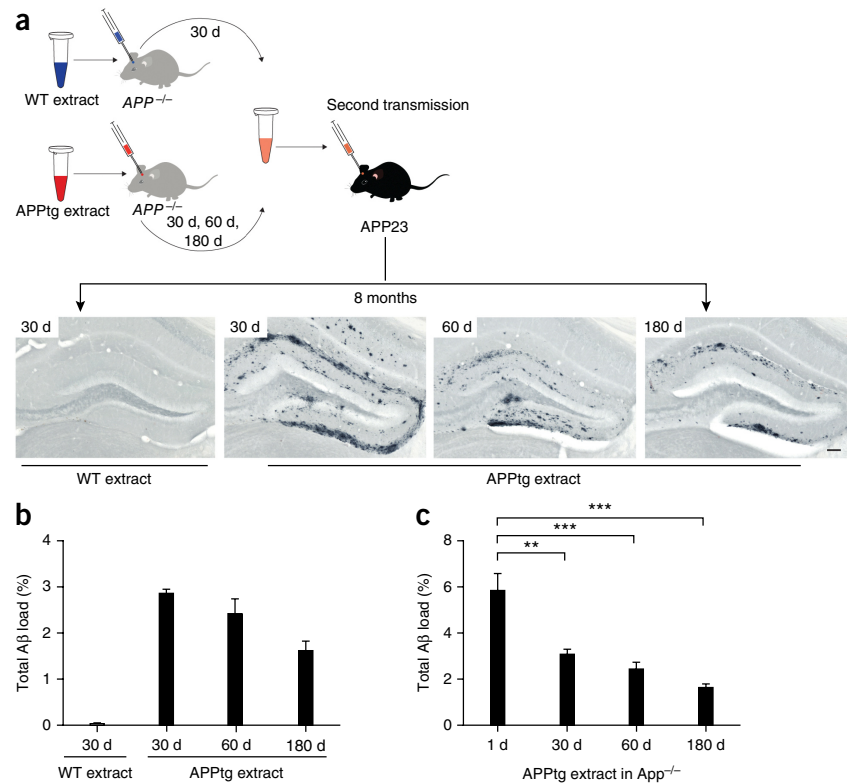 a
30 d
WT extract
APP–/–
Second transmission
APPtg extract
APP–/–
30 d, 60 d,
180 d
APP23
8 months
30 d
30 d
60 d
180 d
WT extract
APPtg extract
b
Total Aβ load (%)
4
3
2
1
0
30 d
30 d
60 d
180 d
WT extract
APPtg extract
c
Total Aβ load (%)
8
6
4
2
0
***
***
**
1 d
30 d
60 d
180 d
APPtg extract in App–/–